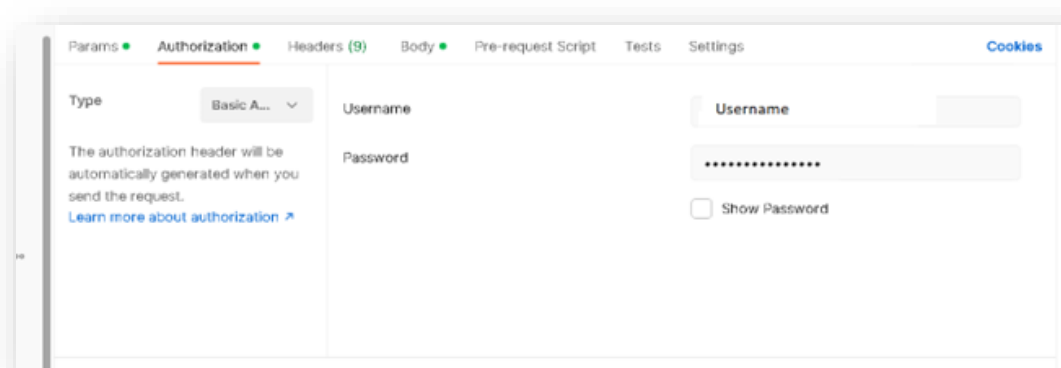 Params Authorization Headers (9) Body Pre-request Script Tests Settings Cookies
Type Basic A...
The authorization header will be
automatically generated when you
send the request.
Learn more about authorization ↗
Username Username
Password •••••••••••••••
Show Password